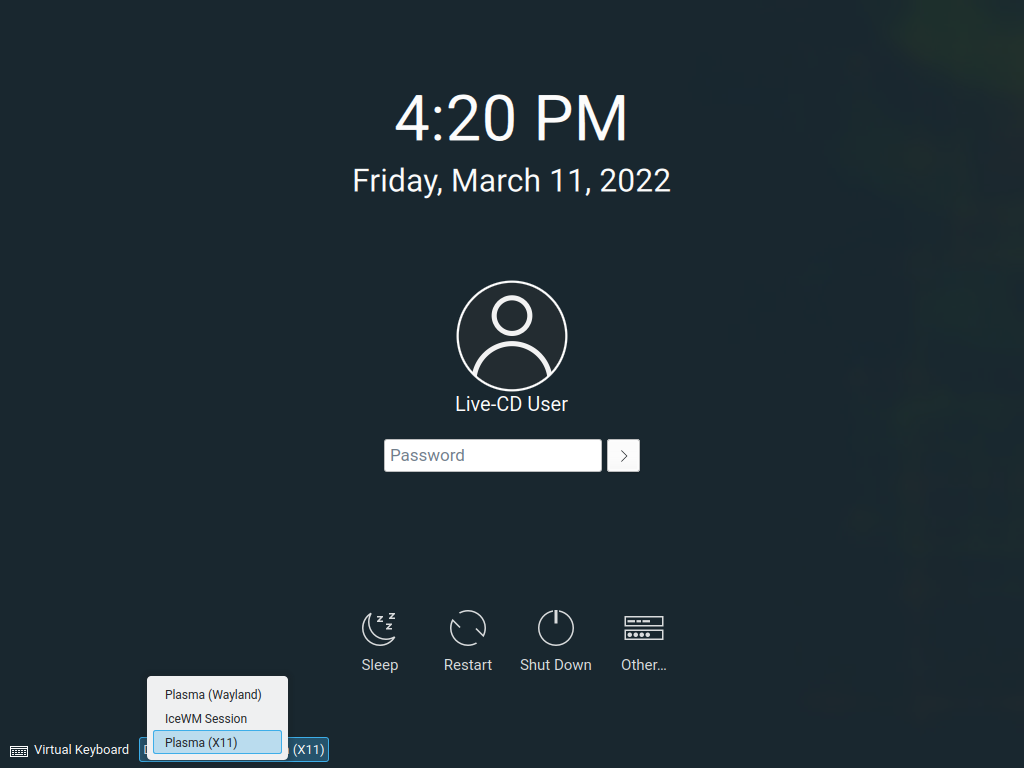 4:20 PM
Friday, March 11, 2022
Live-CD User
Password
Sleep
Restart
Shut Down
Other...
Plasma (Wayland)
IceWM Session
Plasma (X11)
Virtual Keyboard
(X11)